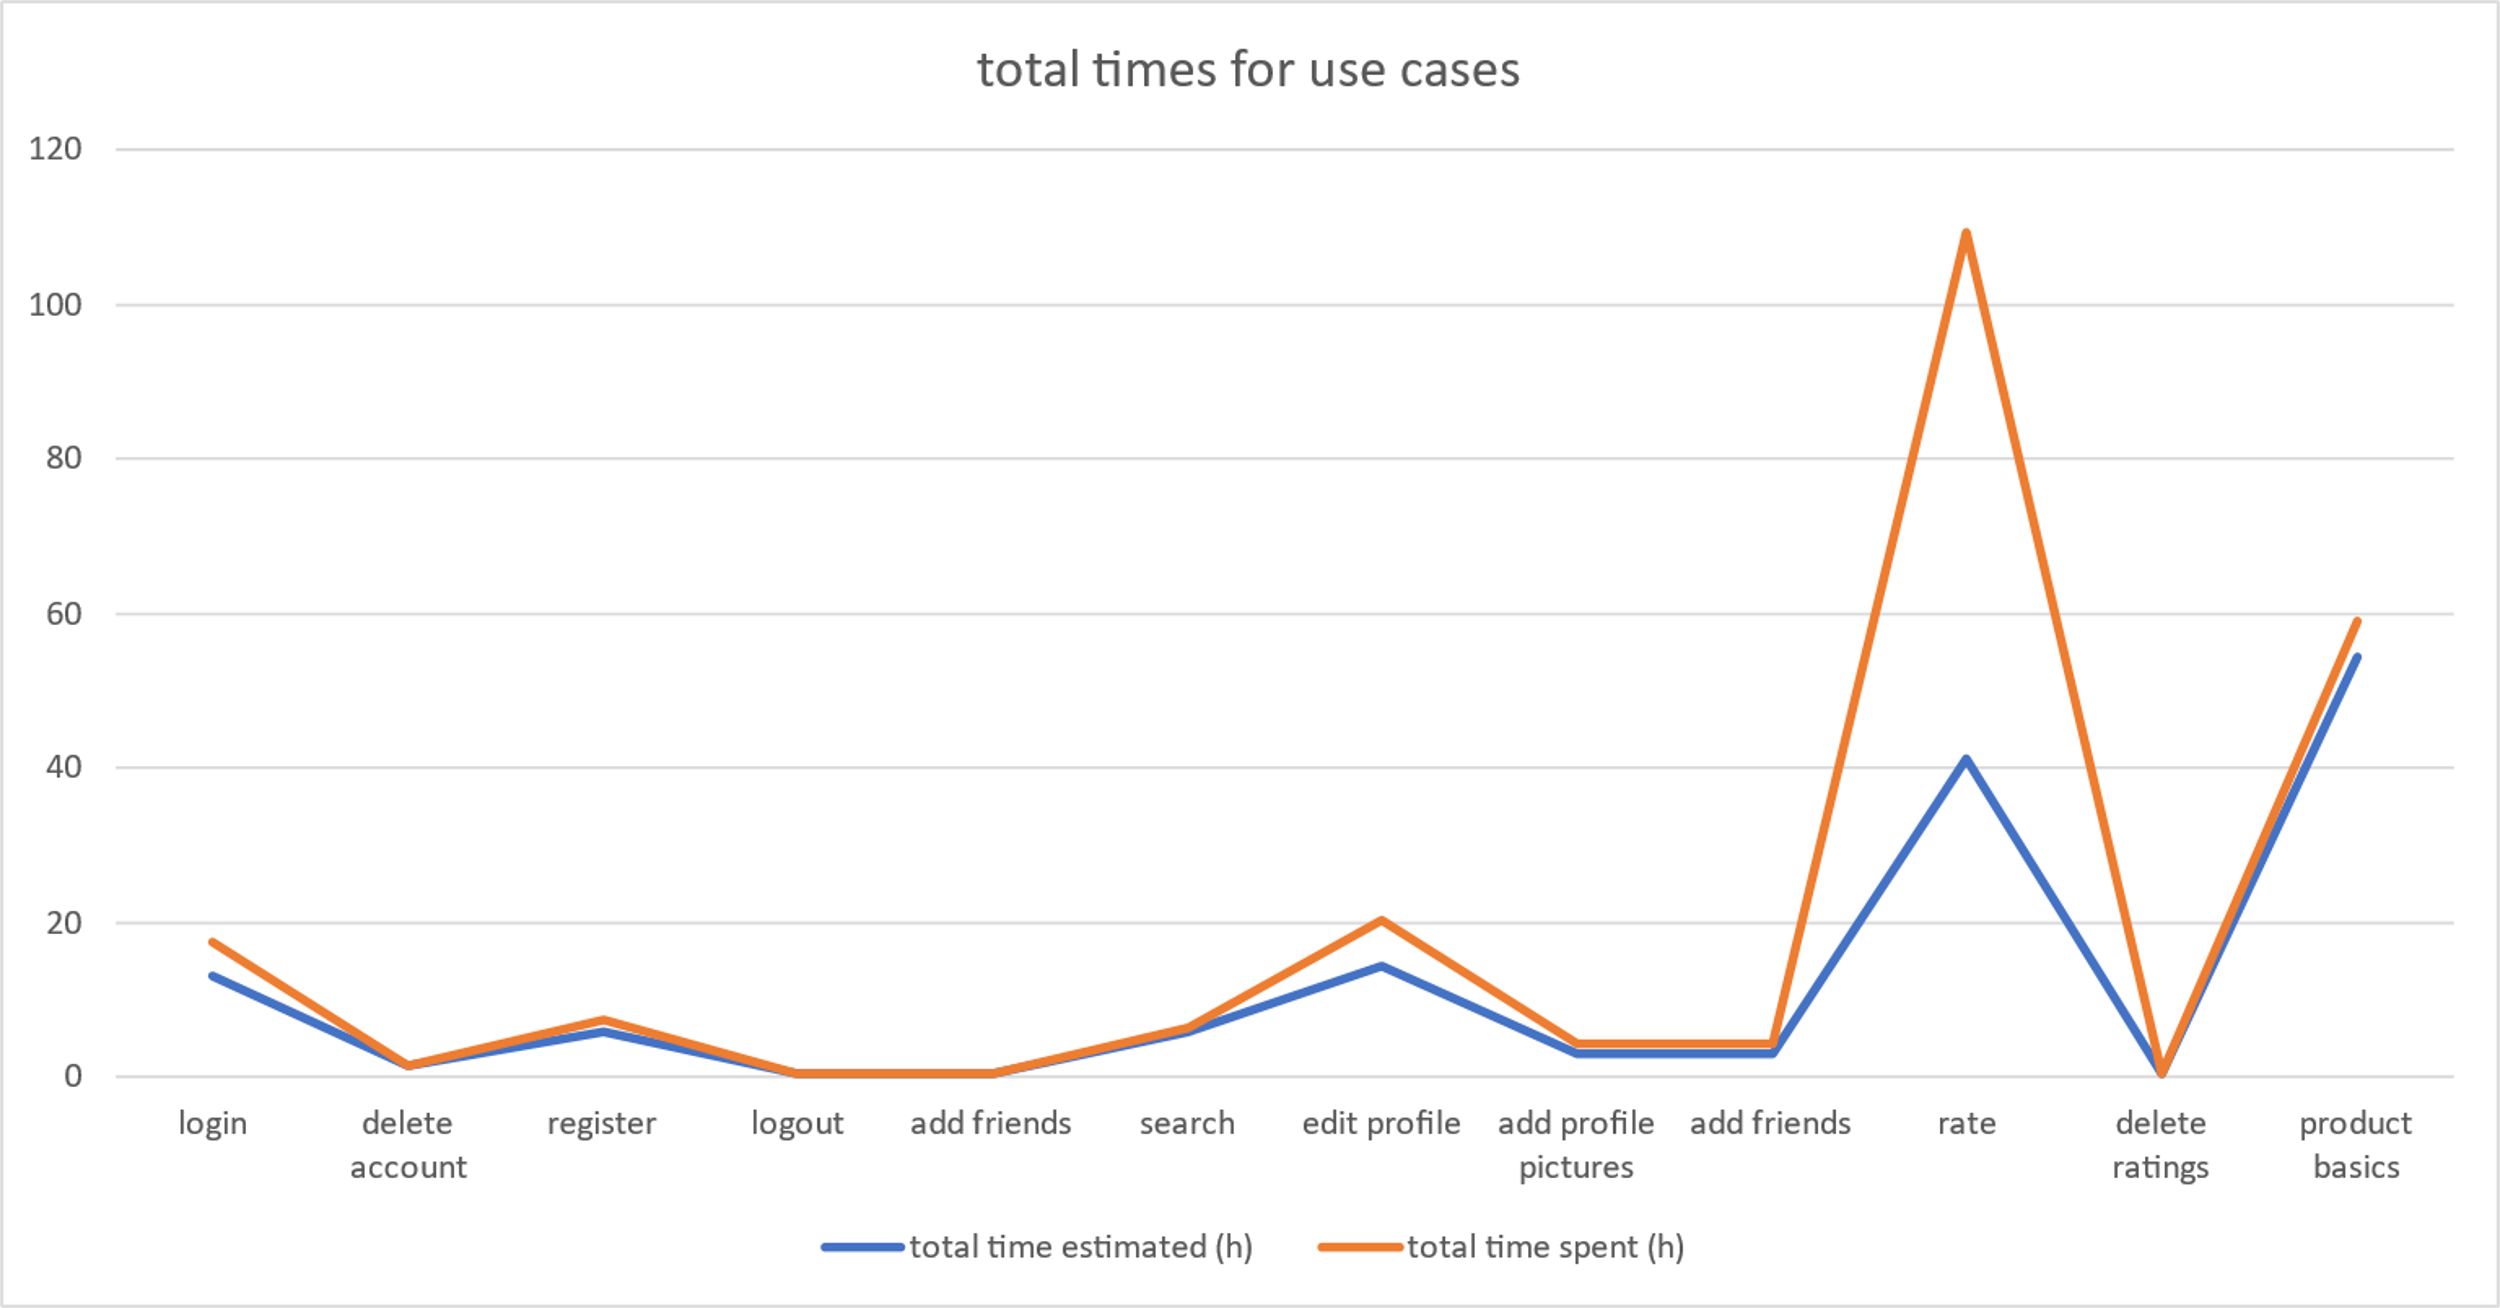 total times for use cases
120
100
80
60
40
20
0
login
delete
account
register
logout
add friends
search
edit profile
add profile
pictures
add friends
rate
delete
ratings
product
basics
total time estimated (h)
total time spent (h)